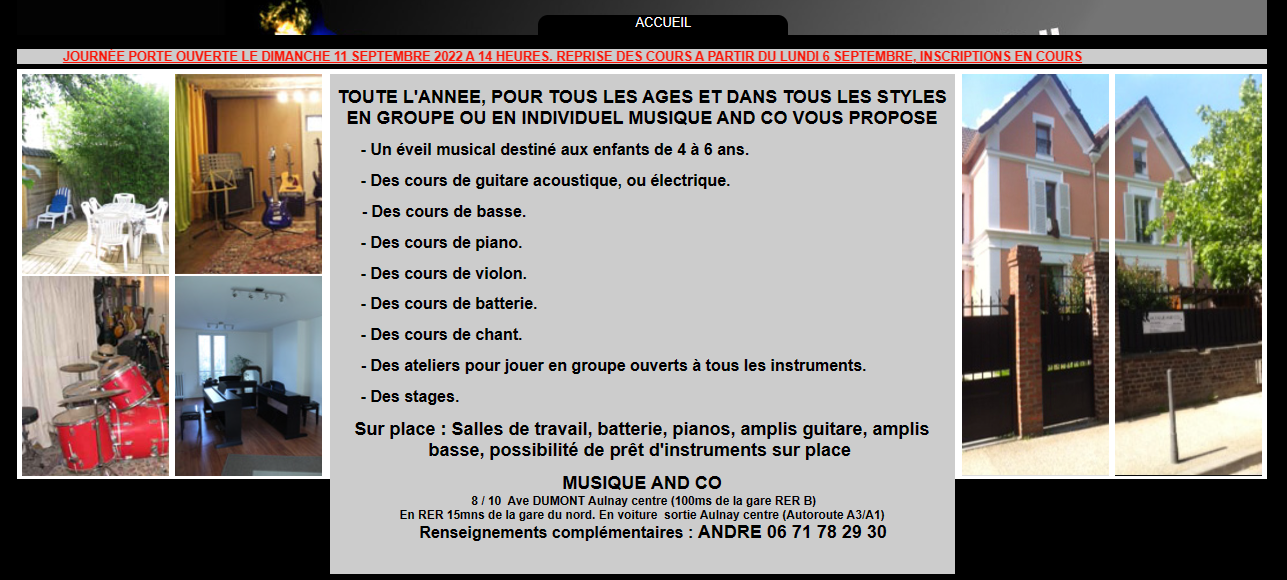 ACCUEIL
JOURNÉE PORTE OUVERTE LE DIMANCHE 11 SEPTEMBRE 2022 A 14 HEURES. REPRISE DES COURS A PARTIR DU LUNDI 6 SEPTEMBRE, INSCRIPTIONS EN COURS
TOUTE L'ANNEE, POUR TOUS LES AGES ET DANS TOUS LES STYLES
EN GROUPE OU EN INDIVIDUEL MUSIQUE AND CO VOUS PROPOSE
- Un éveil musical destiné aux enfants de 4 à 6 ans.
- Des cours de guitare acoustique, ou électrique.
- Des cours de basse.
- Des cours de piano.
- Des cours de violon.
- Des cours de batterie.
- Des cours de chant.
- Des ateliers pour jouer en groupe ouverts à tous les instruments.
- Des stages.
Sur place : Salles de travail, batterie, pianos, amplis guitare, amplis
basse, possibilité de prêt d'instruments sur place
MUSIQUE AND CO
8 / 10 Ave DUMONT Aulnay centre (100ms de la gare RER B)
En RER 15mns de la gare du nord. En voiture sortie Aulnay centre (Autoroute A3/A1)
Renseignements complémentaires : ANDRE 06 71 78 29 30